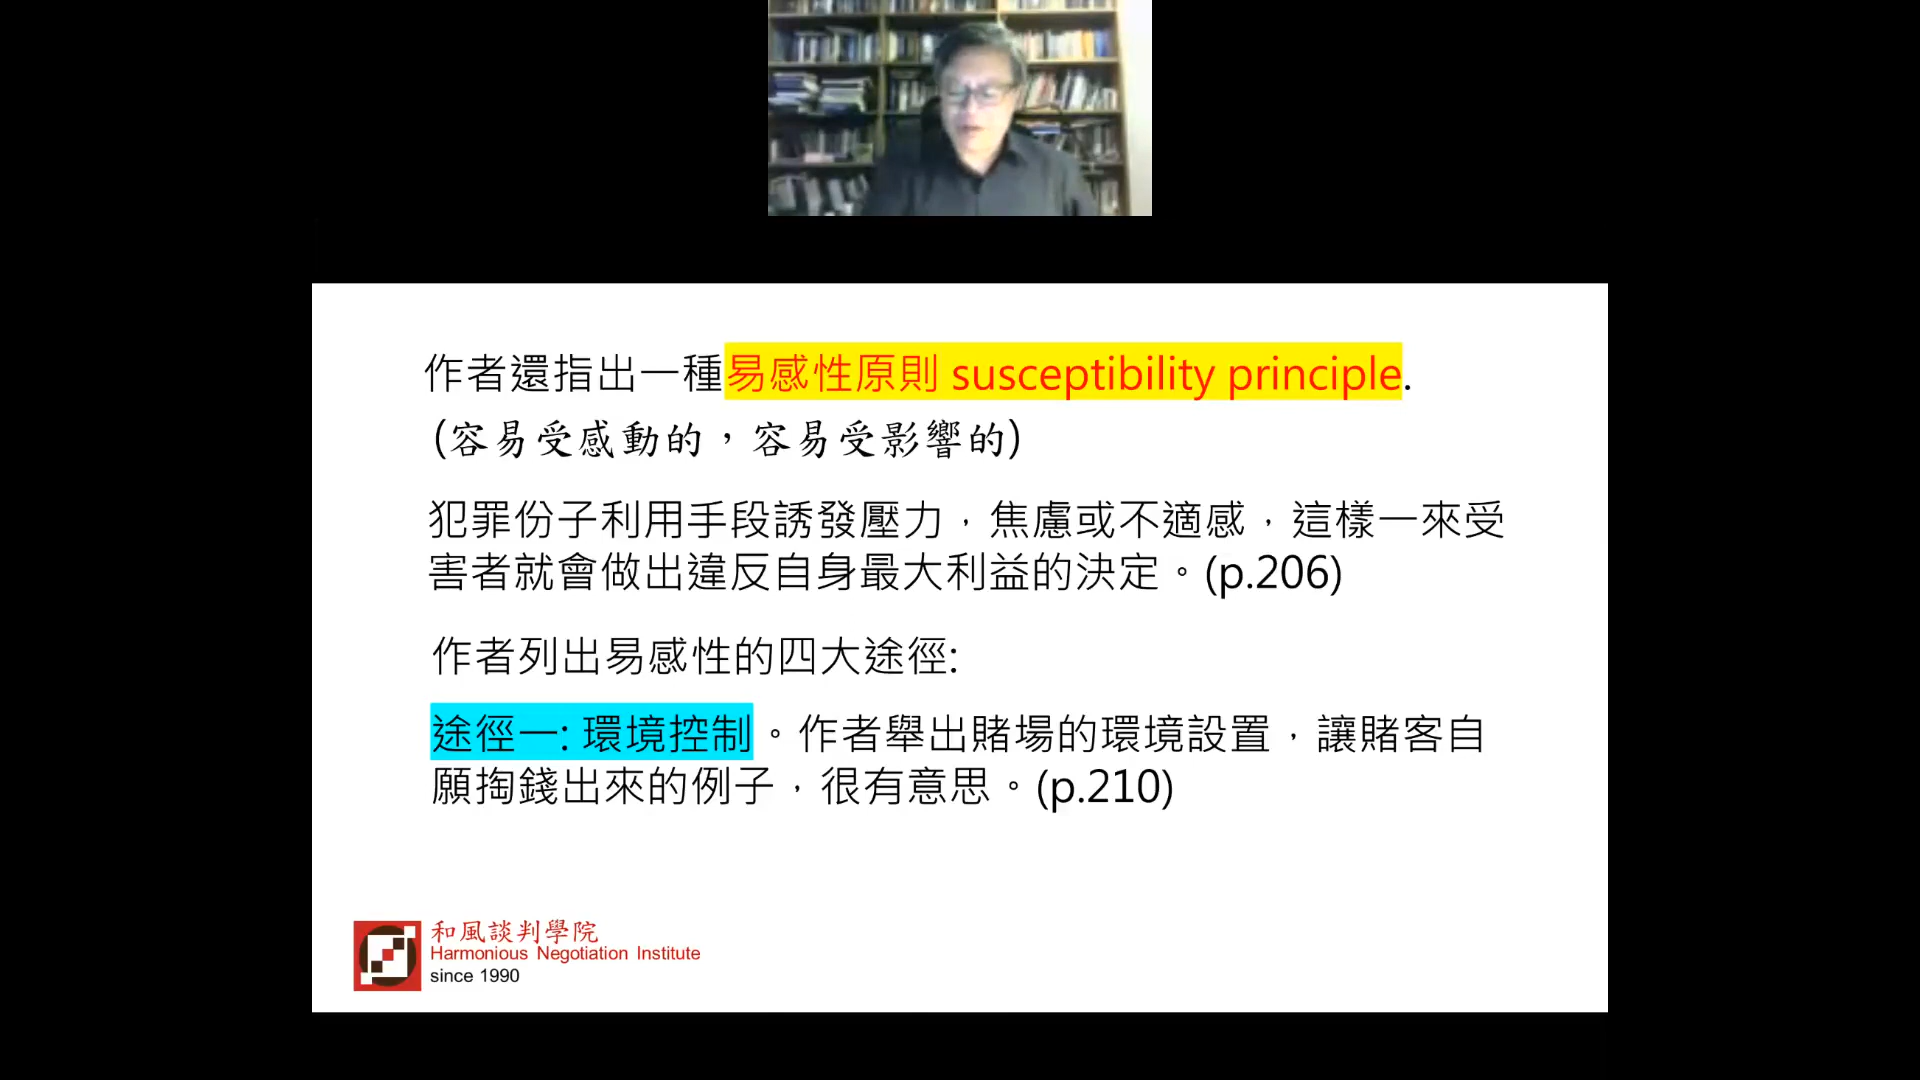 作者還指出一種易感性原則 susceptibility principle.
(容易受感動的，容易受影響的)
犯罪份子利用手段誘發壓力，焦慮或不適感，這樣一來受
害者就會做出違反自身最大利益的決定。(p.206)
作者列出易感性的四大途徑:
途徑一: 環境控制。作者舉出賭場的環境設置，讓賭客自
願掏錢出來的例子，很有意思。(p.210)
和風談判學院
Harmonious Negotiation Institute
since 1990